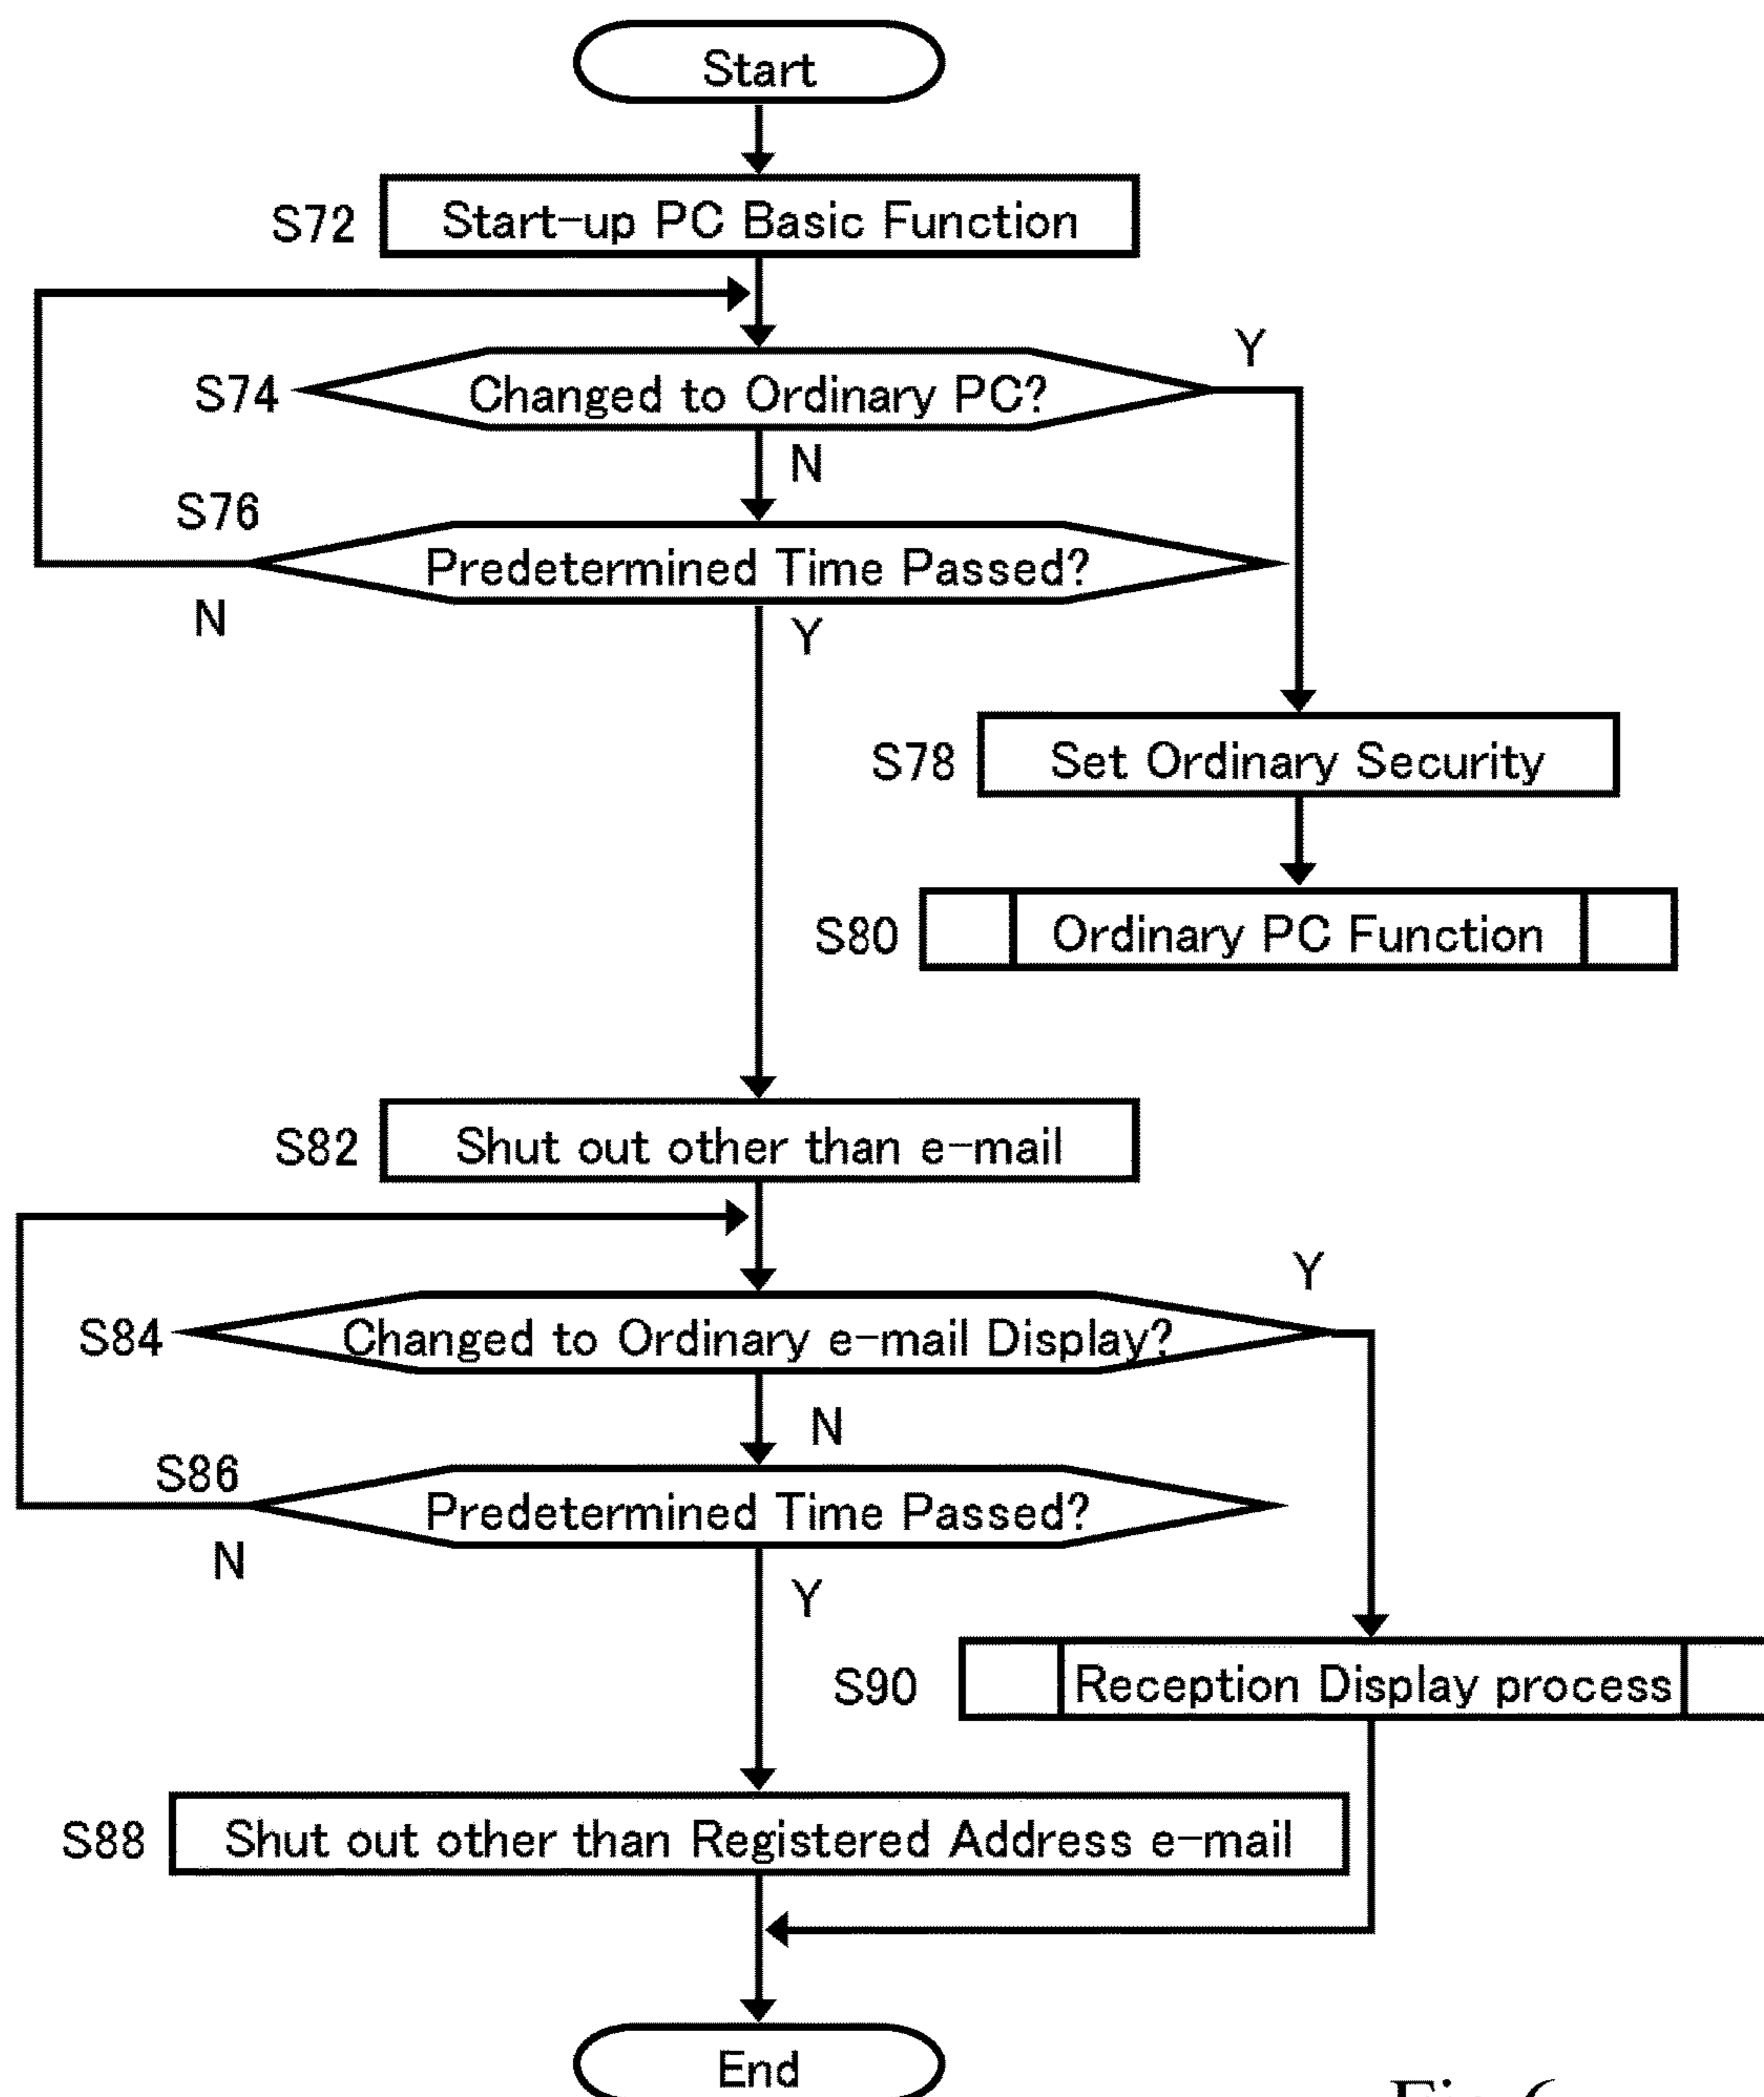 Start
S72 Start-up PC Basic Function
S74 Changed to Ordinary PC?
Y
N
S76
Predetermined Time Passed?
N
Y
S78 Set Ordinary Security
S80 Ordinary PC Function
S82 Shut out other than e-mail
Y
S84 Changed to Ordinary e-mail Display?
N
S86
Predetermined Time Passed?
N
Y
S90 Reception Display process
S88 Shut out other than Registered Address e-mail
End